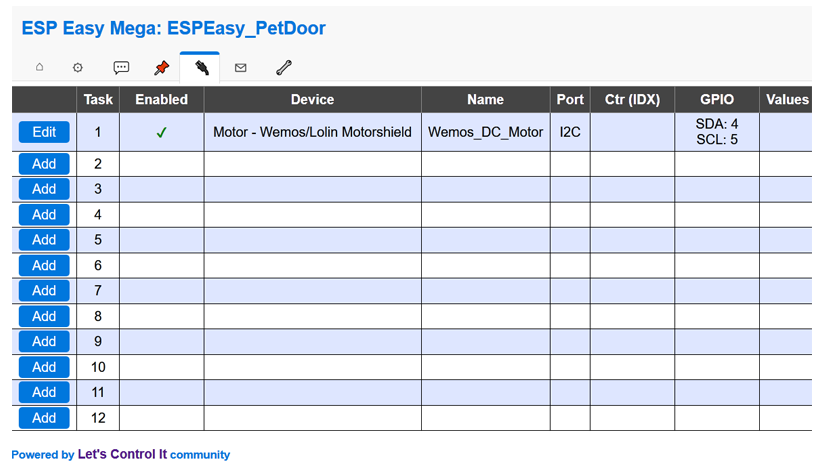 ESP Easy Mega: ESPEasy_PetDoor
Task Enabled Device Name Port Ctr (IDX) GPIO Values
Edit 1 ✓ Motor - Wemos/Lolin Motorshield Wemos_DC_Motor I2C SDA: 4
SCL: 5
Add 2
Add 3
Add 4
Add 5
Add 6
Add 7
Add 8
Add 9
Add 10
Add 11
Add 12
Powered by Let's Control It community